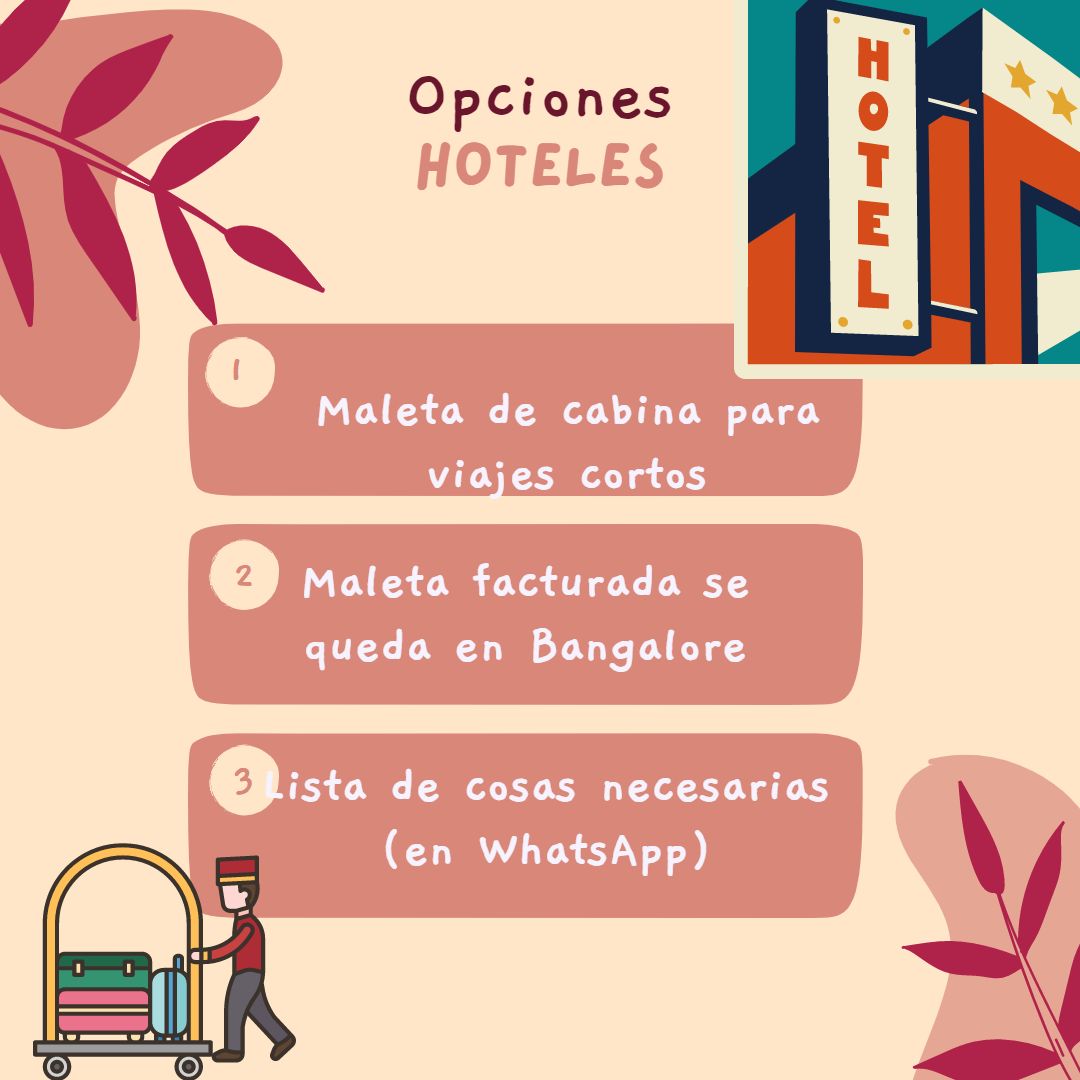 Opciones
HOTELES
HOTEL
1
Maleta de cabina para
viajes cortos
2
Maleta facturada se
queda en Bangalore
3
Lista de cosas necesarias
(en WhatsApp)